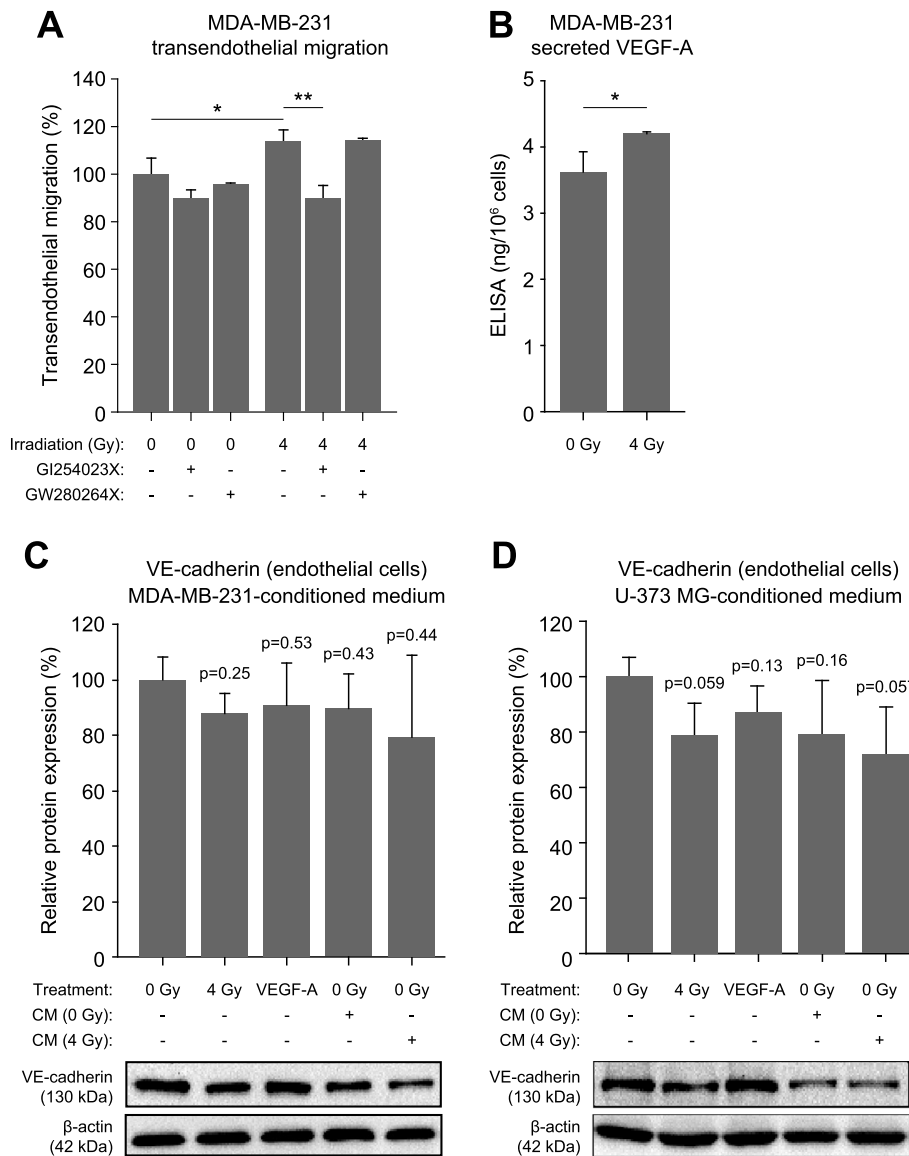 A
MDA-MB-231
transendothelial migration
Transendothelial migration (%)
140
120
100
80
60
40
20
0
*
**
Irradiation (Gy): 0 0 0 4 4 4
GI254023X: - + - - + -
GW280264X: - - + - - +
B
MDA-MB-231
secreted VEGF-A
ELISA (ng/10⁶ cells)
5
4
3
2
1
0
*
0 Gy 4 Gy
C
VE-cadherin (endothelial cells)
MDA-MB-231-conditioned medium
Relative protein expression (%)
120
100
80
60
40
20
0
p=0.25
p=0.53
p=0.43
p=0.44
Treatment: 0 Gy 4 Gy VEGF-A 0 Gy 0 Gy
CM (0 Gy): - - - + -
CM (4 Gy): - - - - +
VE-cadherin
(130 kDa)
β-actin
(42 kDa)
D
VE-cadherin (endothelial cells)
U-373 MG-conditioned medium
Relative protein expression (%)
120
100
80
60
40
20
0
p=0.059
p=0.13
p=0.16
p=0.057
Treatment: 0 Gy 4 Gy VEGF-A 0 Gy 0 Gy
CM (0 Gy): - - - + -
CM (4 Gy): - - - - +
VE-cadherin
(130 kDa)
β-actin
(42 kDa)